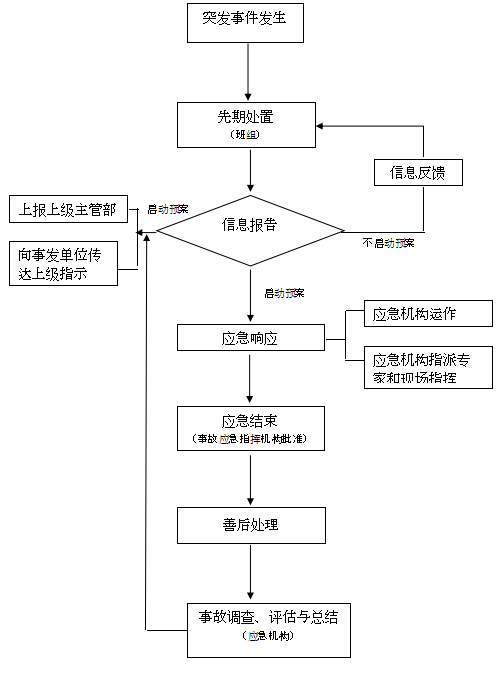 突发事件发生
先期处置
（班组）
信息反馈
上报上级主管部
启动预案
信息报告
不启动预案
向事发单位传
达上级指示
启动预案
应急机构运作
应急响应
应急机构指派专
家和现场指挥
应急结束
（事故应急指挥机构批准）
善后处理
事故调查、评估与总结
（应急机构）